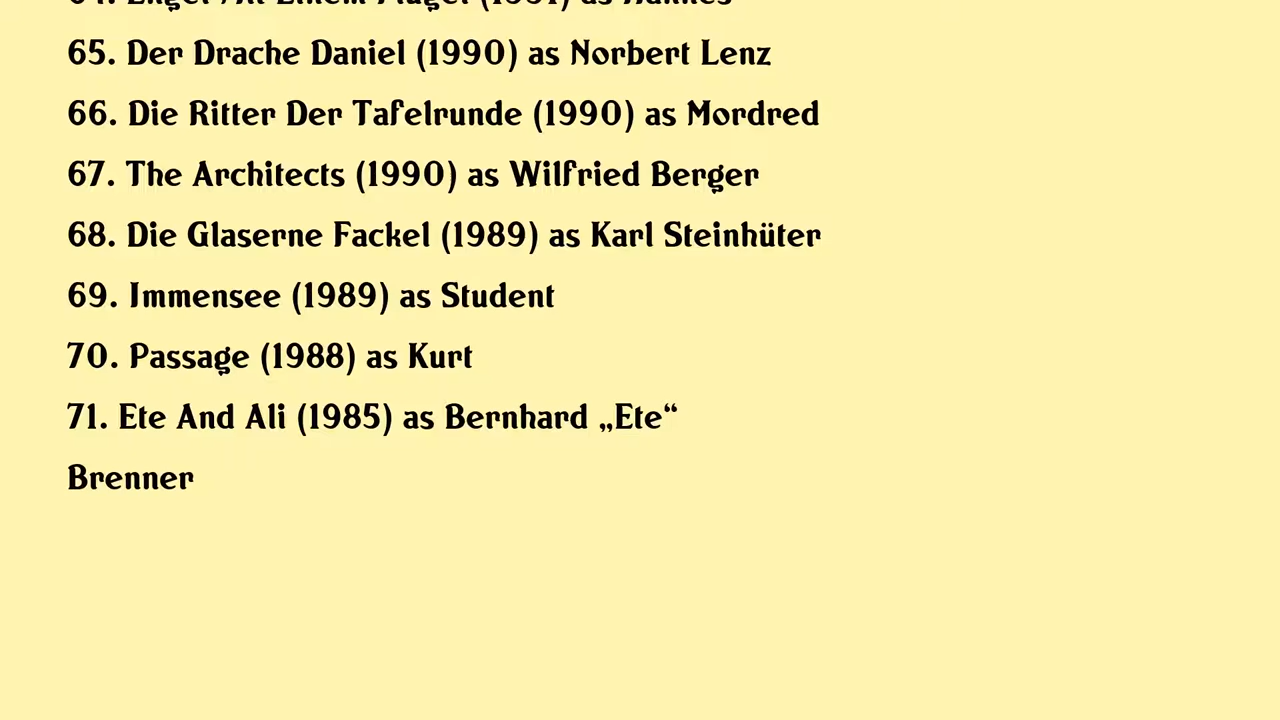 65. Der Drache Daniel (1990) as Norbert Lenz
66. Die Ritter Der Tafelrunde (1990) as Mordred
67. The Architects (1990) as Wilfried Berger
68. Die Glaserne Fackel (1989) as Karl Steinhüter
69. Immensee (1989) as Student
70. Passage (1988) as Kurt
71. Ete And Ali (1985) as Bernhard „Ete“
Brenner